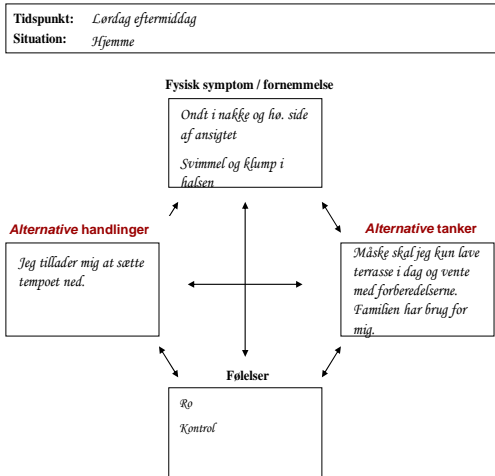 Tidspunkt: Lørdag eftermiddag
Situation: Hjemme
Fysisk symptom / fornemmelse
Ondt i nakke og hø. side
af ansigtet
Svimmel og klump i
halsen
Alternative handlinger
Jeg tillader mig at sætte
tempoet ned.
Alternative tanker
Måske skal jeg kun lave
terrasse i dag og vente
med forberedelserne.
Familien har brug for
mig.
Følelser
Ro
Kontrol